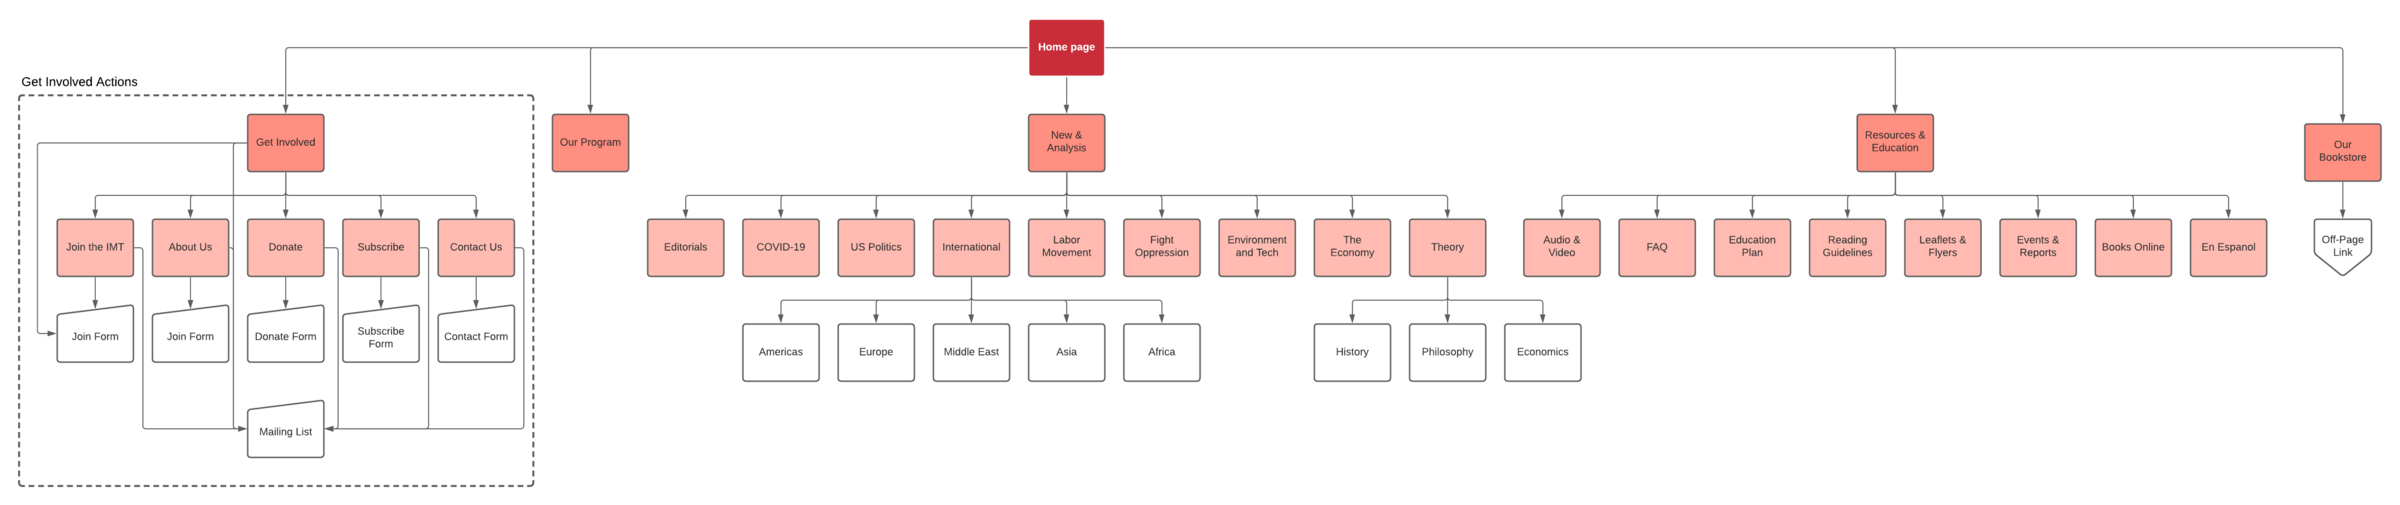 Home page
Get Involved Actions
Get Involved
Our Program
New &
Analysis
Resources &
Education
Our
Bookstore
Join the IMT
About Us
Donate
Subscribe
Contact Us
Editorials
COVID-19
US Politics
International
Labor
Movement
Fight
Oppression
Environment
and Tech
The
Economy
Theory
Audio &
Video
FAQ
Education
Plan
Reading
Guidelines
Leaflets &
Flyers
Events &
Reports
Books Online
En Espanol
Off-Page
Link
Join Form
Join Form
Donate Form
Subscribe
Form
Contact Form
Americas
Europe
Middle East
Asia
Africa
History
Philosophy
Economics
Mailing List